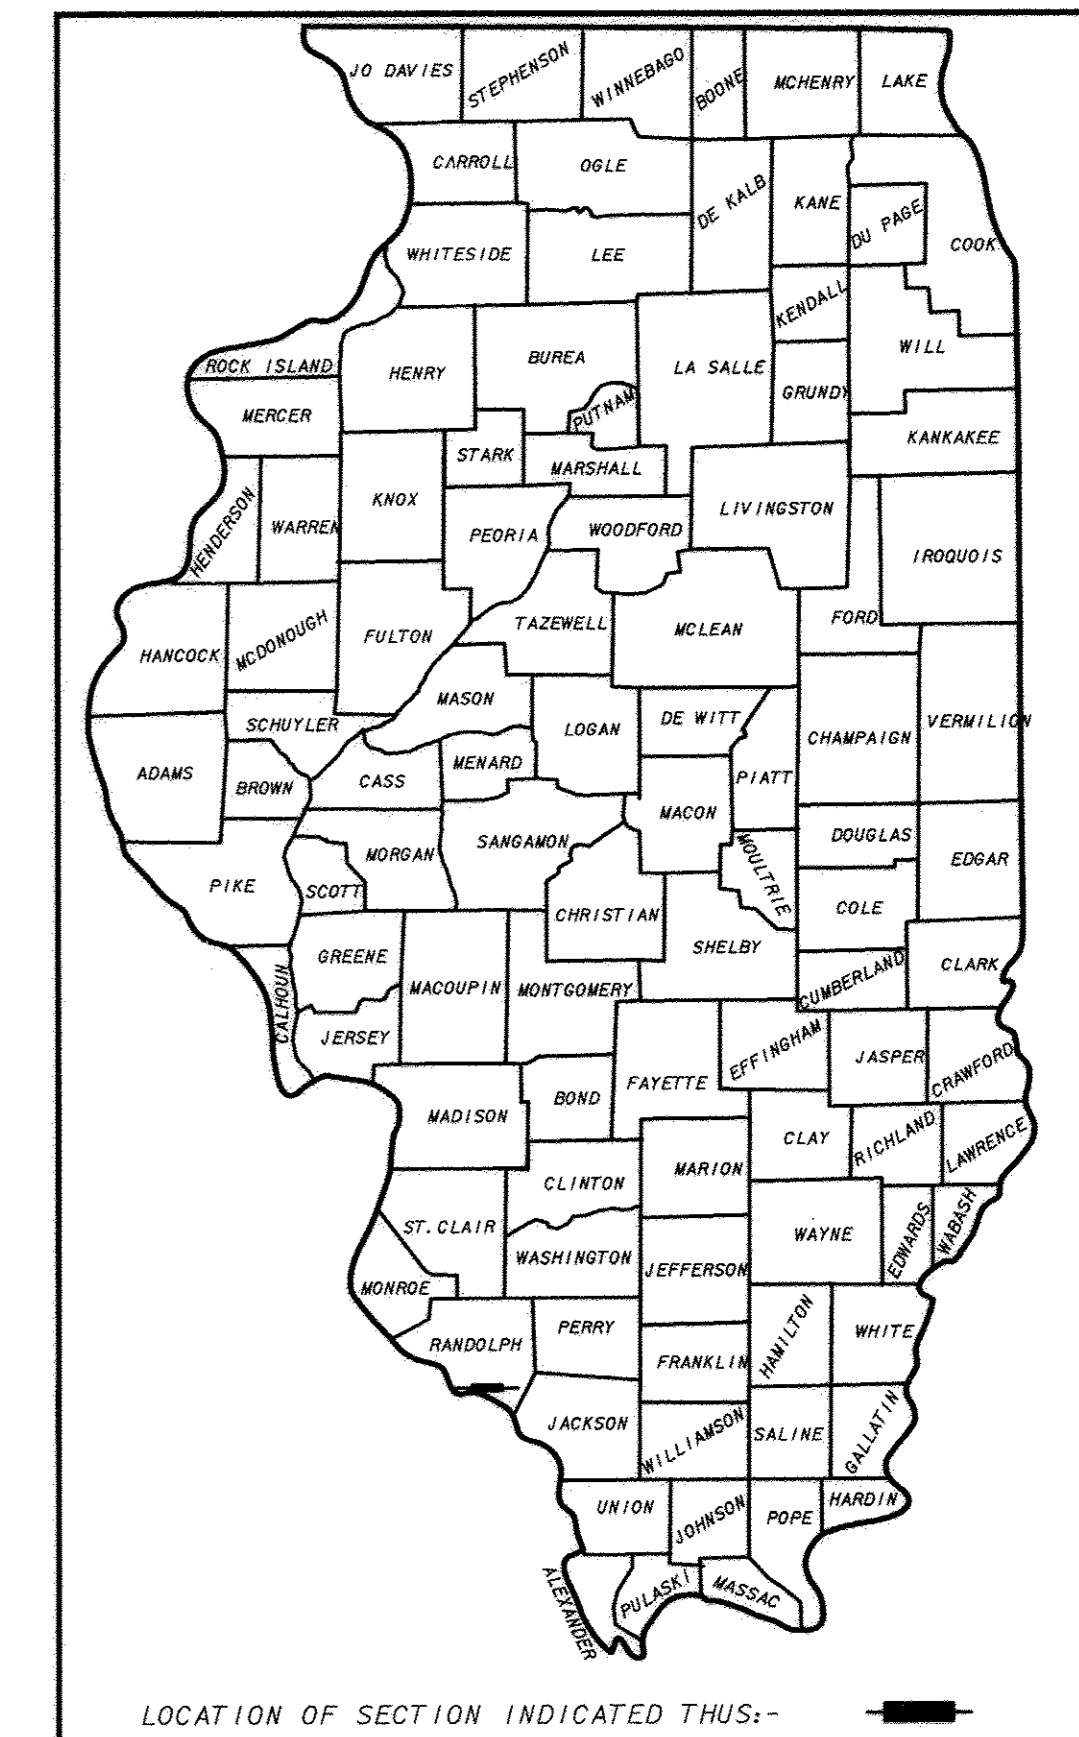 JO DAVIES
STEPHENSON
WINNEBAGO
BOONE
MCHENRY
LAKE
CARROLL
OGLE
DE KALB
KANE
DU PAGE
COOK
WHITESIDE
LEE
KENDALL
ROCK ISLAND
HENRY
BUREA
LA SALLE
WILL
GRUNDY
MERCER
PUTNAM
KANKAKEE
STARK
MARSHALL
HENDERSON
WARREN
KNOX
PEORIA
WOODFORD
LIVINGSTON
IROQUOIS
HANCOCK
MCDONOUGH
FULTON
TAZEWELL
MCLEAN
FORD
SCHUYLER
MASON
LOGAN
DE WITT
CHAMPAIGN
VERMILION
ADAMS
BROWN
CASS
MENARD
PIATT
MACON
PIKE
SCOTT
MORGAN
SANGAMON
MOULTRIE
DOUGLAS
EDGAR
CHRISTIAN
COLE
SHELBY
CALHOUN
GREENE
MACOUPIN
MONTGOMERY
CUMBERLAND
CLARK
JERSEY
FAYETTE
EFFINGHAM
JASPER
CRAWFORD
MADISON
BOND
CLAY
RICHLAND
LAWRENCE
CLINTON
MARION
ST.CLAIR
WASHINGTON
JEFFERSON
WAYNE
EDWARDS
WABASH
MONROE
RANDOLPH
PERRY
FRANKLIN
HAMILTON
WHITE
JACKSON
WILLIAMSON
SALINE
GALLATIN
UNION
JOHNSON
POPE
HARDIN
ALEXANDER
PULASKI
MASSAC
LOCATION OF SECTION INDICATED THUS:-